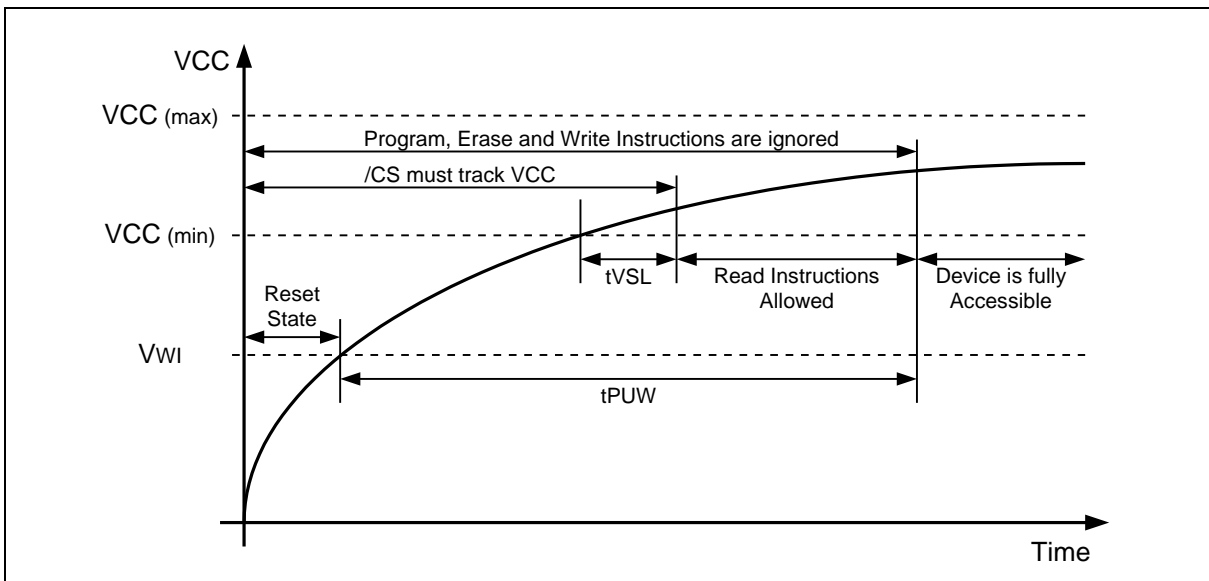 VCC
VCC (max)
Program, Erase and Write Instructions are ignored
/CS must track VCC
VCC (min)
tVSL
Read Instructions
Allowed
Device is fully
Accessible
Reset
State
VWI
tPUW
Time